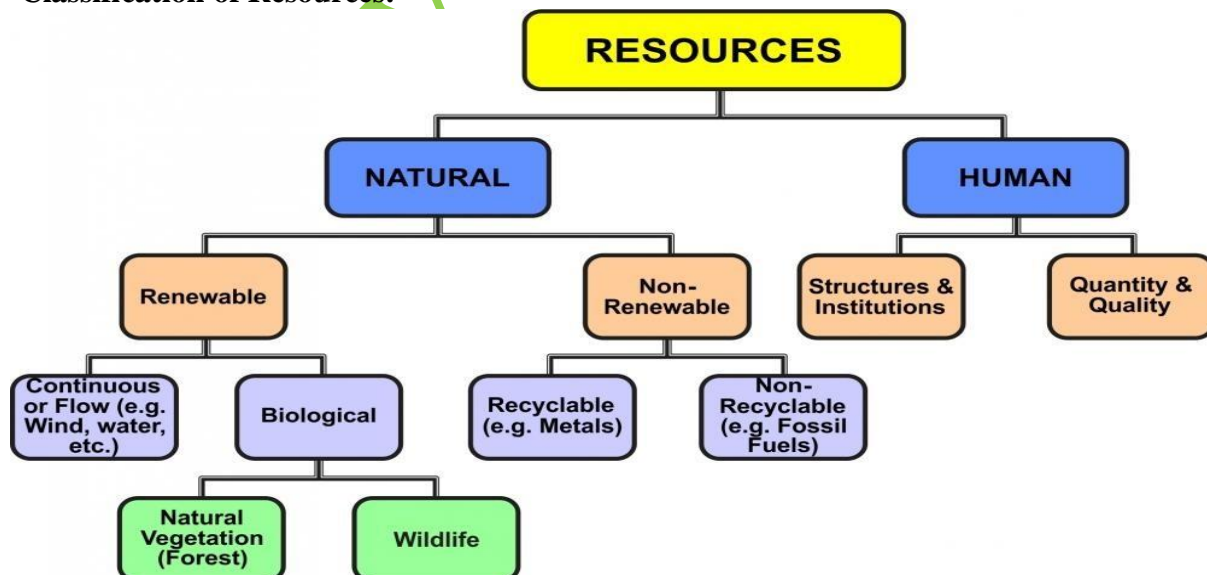 Classification of Resources:
RESOURCES
NATURAL
HUMAN
Renewable
Non-
Renewable
Structures &
Institutions
Quantity &
Quality
Continuous
or Flow (e.g.
Wind, water,
etc.)
Biological
Recyclable
(e.g. Metals)
Non-
Recyclable
(e.g. Fossil
Fuels)
Natural
Vegetation
(Forest)
Wildlife